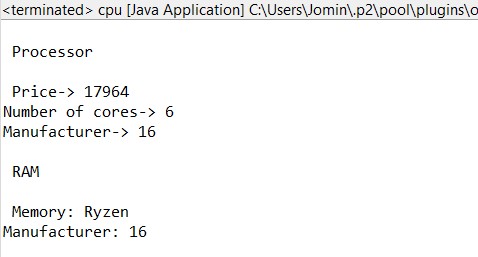 <terminated> cpu [Java Application] C:\Users\Jomin\.p2\pool\plugins\o
Processor
Price-> 17964
Number of cores-> 6
Manufacturer-> 16
RAM
Memory: Ryzen
Manufacturer: 16